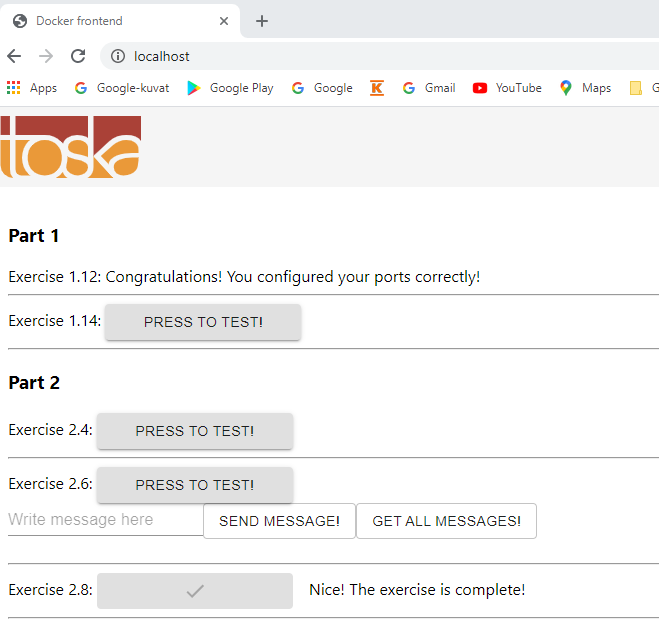 Docker frontend
localhost
Apps Google-kuvat Google Play Google Gmail YouTube Maps G
toska
Part 1
Exercise 1.12: Congratulations! You configured your ports correctly!
Exercise 1.14: PRESS TO TEST!
Part 2
Exercise 2.4: PRESS TO TEST!
Exercise 2.6: PRESS TO TEST!
Write message here SEND MESSAGE! GET ALL MESSAGES!
Exercise 2.8: Nice! The exercise is complete!